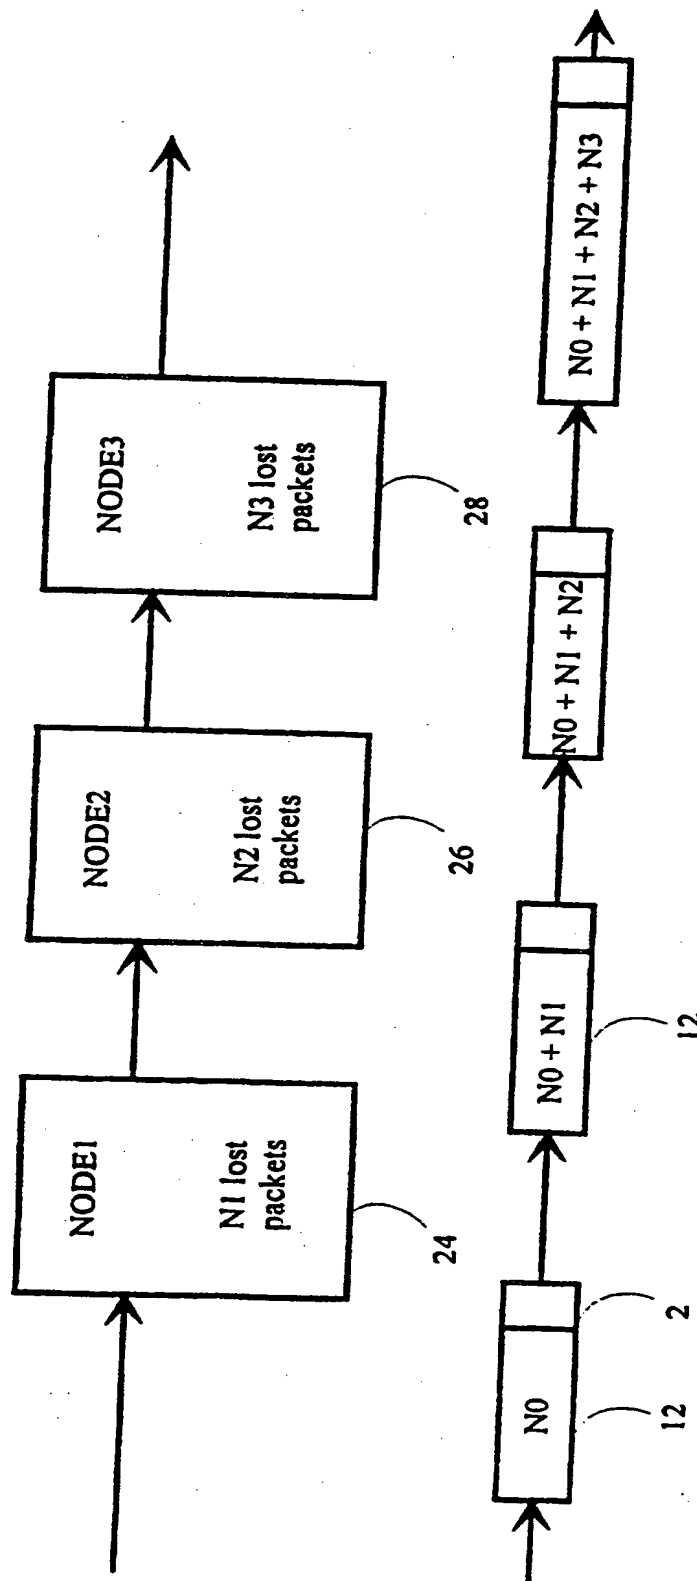 NODE1
N1 lost
packets
24
NODE2
N2 lost
packets
26
NODE3
N3 lost
packets
28
N0
12
2
N0 + N1
12
N0 + N1 + N2
N0 + N1 + N2 + N3